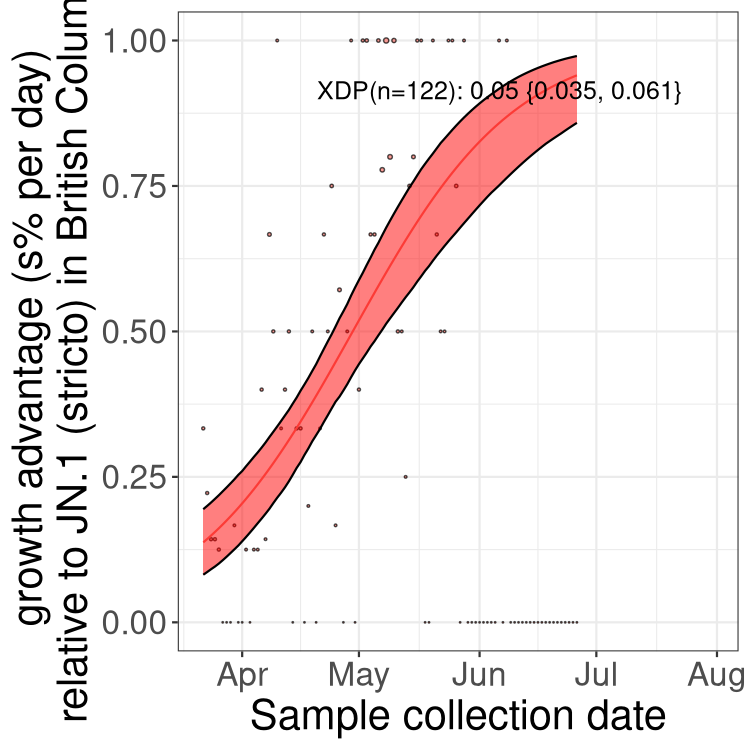 growth advantage (s% per day)
relative to JN.1 (stricto) in British Colum
1.00
0.75
0.50
0.25
0.00
XDP(n=122): 0.05 {0.035, 0.061}
Apr May Jun Jul Aug
Sample collection date